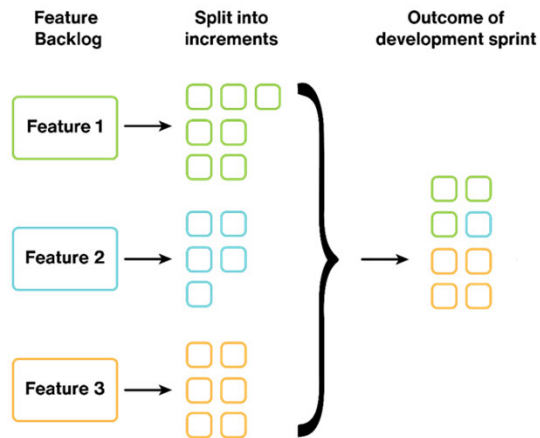 Feature
Backlog
Split into
increments
Outcome of
development sprint
Feature 1
Feature 2
Feature 3